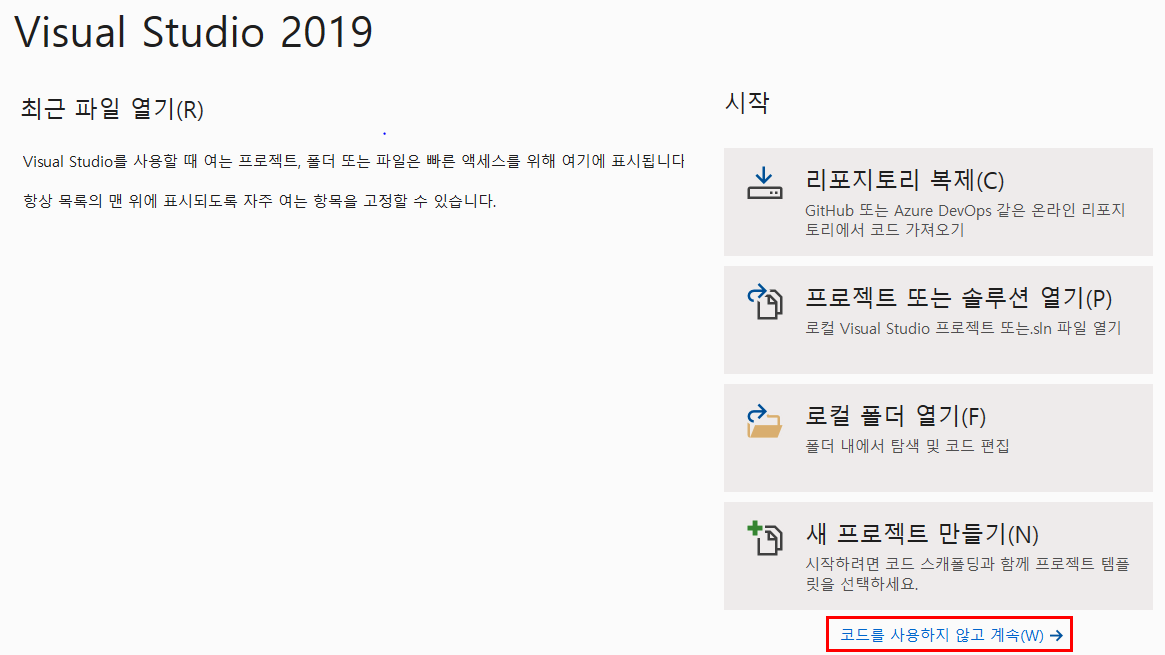 Visual Studio 2019
최근 파일 열기(R)
Visual Studio를 사용할 때 여는 프로젝트, 폴더 또는 파일은 빠른 액세스를 위해 여기에 표시됩니다
항상 목록의 맨 위에 표시되도록 자주 여는 항목을 고정할 수 있습니다.
시작
리포지토리 복제(C)
GitHub 또는 Azure DevOps 같은 온라인 리포지
토리에서 코드 가져오기
프로젝트 또는 솔루션 열기(P)
로컬 Visual Studio 프로젝트 또는.sln 파일 열기
로컬 폴더 열기(F)
폴더 내에서 탐색 및 코드 편집
새 프로젝트 만들기(N)
시작하려면 코드 스캐폴딩과 함께 프로젝트 템플
릿을 선택하세요.
코드를 사용하지 않고 계속(W) →